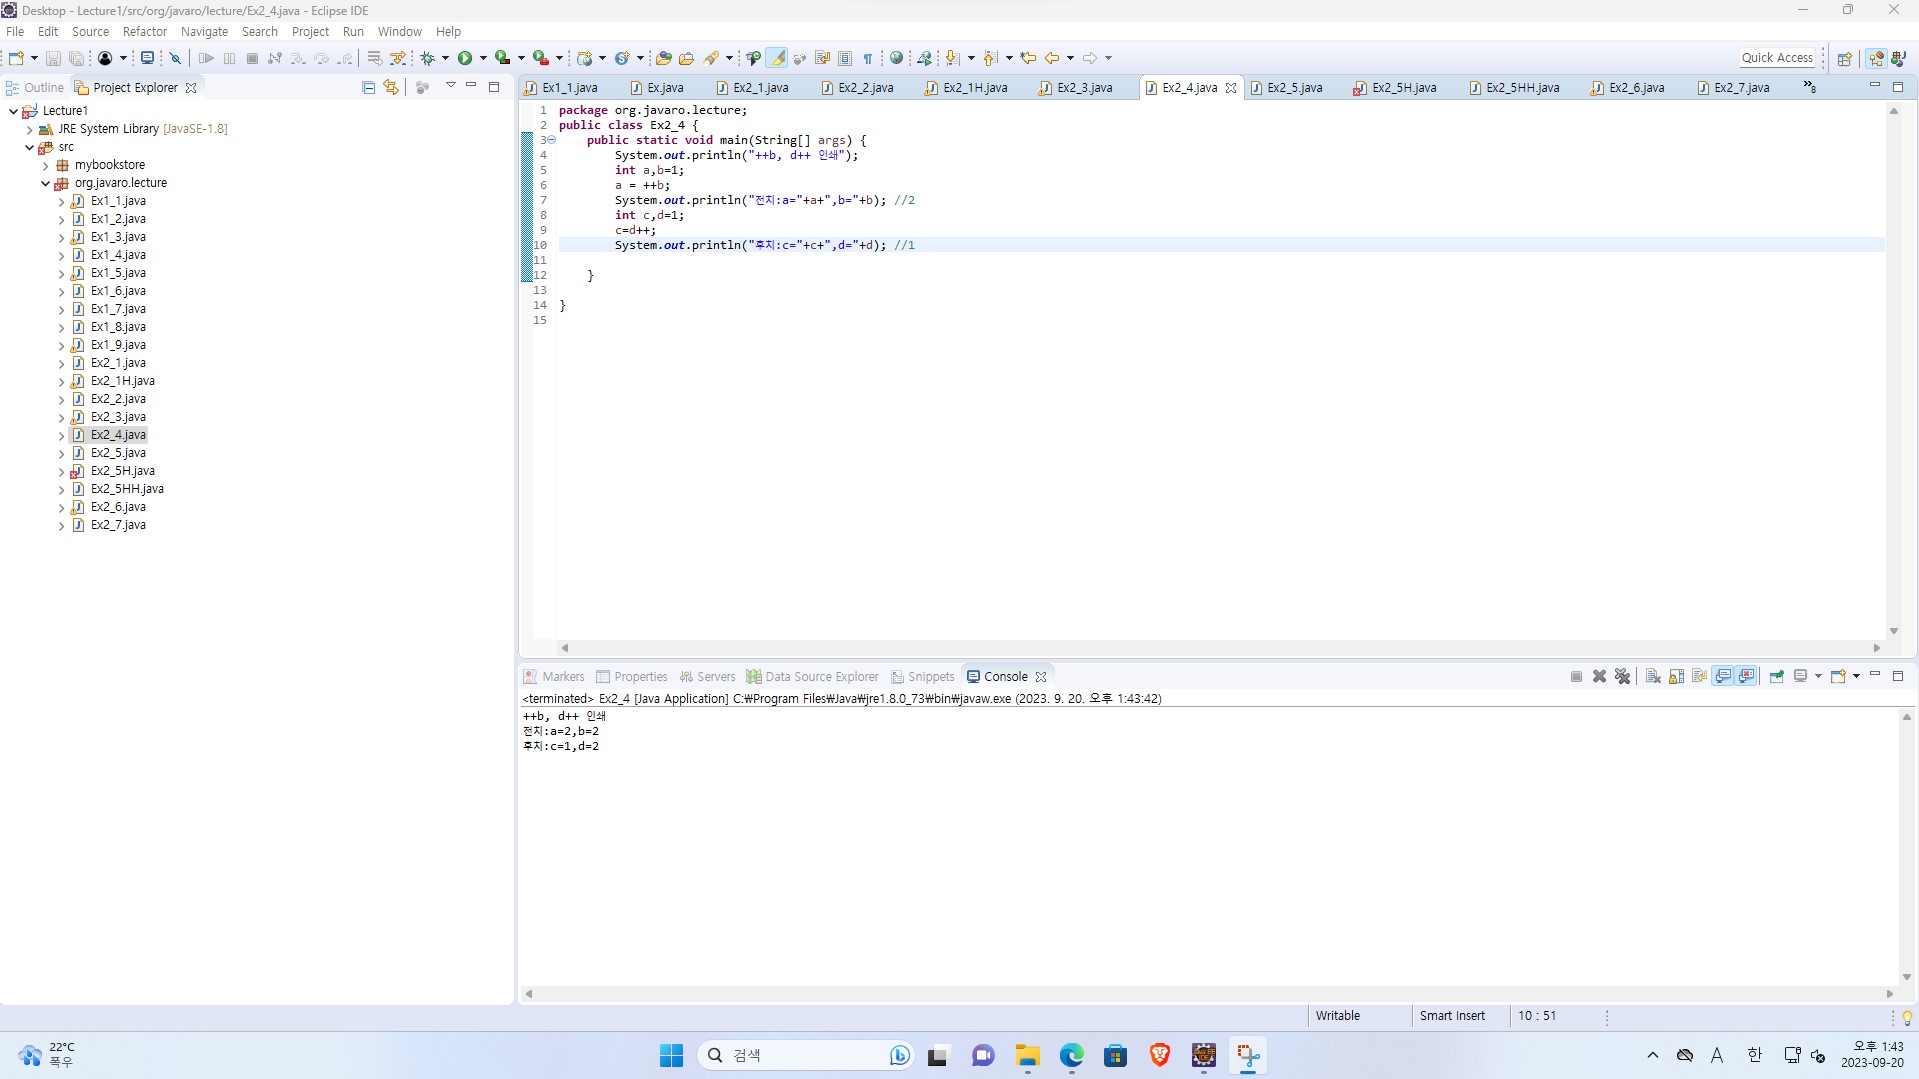 Desktop - Lecture1/src/org/javaro/lecture/Ex2_4.java - Eclipse IDE
File Edit Source Refactor Navigate Search Project Run Window Help
Quick Access
Outline Project Explorer
Lecture1
JRE System Library [JavaSE-1.8]
src
mybookstore
org.javaro.lecture
Ex1_1.java
Ex1_2.java
Ex1_3.java
Ex1_4.java
Ex1_5.java
Ex1_6.java
Ex1_7.java
Ex1_8.java
Ex1_9.java
Ex2_1.java
Ex2_1H.java
Ex2_2.java
Ex2_3.java
Ex2_4.java
Ex2_5.java
Ex2_5H.java
Ex2_5HH.java
Ex2_6.java
Ex2_7.java
Ex1_1.java Ex.java Ex2_1.java Ex2_2.java Ex2_1H.java Ex2_3.java Ex2_4.java Ex2_5.java Ex2_5H.java Ex2_5HH.java Ex2_6.java Ex2_7.java »8
1 package org.javaro.lecture;
2 public class Ex2_4 {
3 public static void main(String[] args) {
4 System.out.println("++b, d++ 인쇄");
5 int a,b=1;
6 a = ++b;
7 System.out.println("전치:a="+a+",b="+b); //2
8 int c,d=1;
9 c=d++;
10 System.out.println("후치:c="+c+",d="+d); //1
11
12 }
13
14 }
15
Markers Properties Servers Data Source Explorer Snippets Console
<terminated> Ex2_4 [Java Application] C:₩Program Files₩Java₩jre1.8.0_73₩bin₩javaw.exe (2023. 9. 20. 오후 1:43:42)
++b, d++ 인쇄
전치:a=2,b=2
후치:c=1,d=2
Writable Smart Insert 10 : 51
22°C
폭우
검색
A 한
오후 1:43
2023-09-20